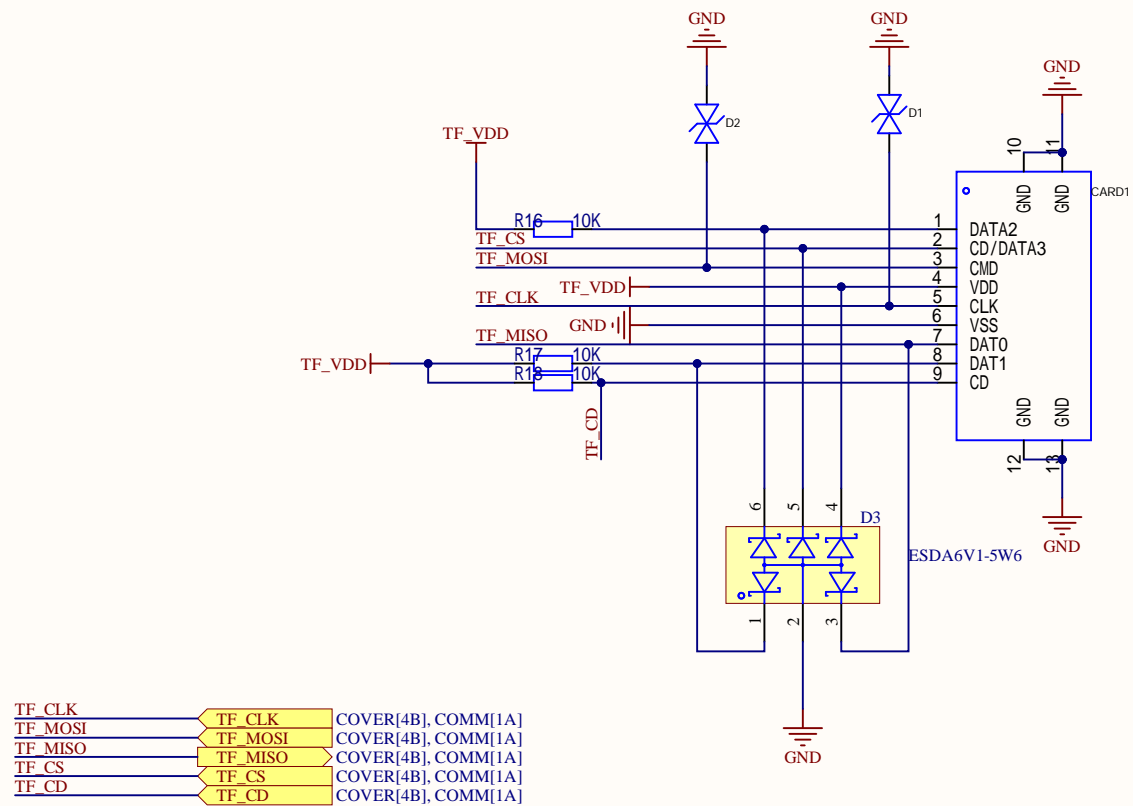 GND
GND
GND
D2
D1
TF_VDD
10
11
GND
GND
CARD1
R16
10K
1
DATA2
TF_CS
2
CD/DATA3
TF_MOSI
3
CMD
TF_VDD
4
VDD
TF_CLK
5
CLK
GND
6
VSS
TF_MISO
7
DAT0
TF_VDD
R17
10K
8
DAT1
R18
10K
9
CD
TF_CD
GND
GND
12
13
GND
6
5
4
D3
ESDA6V1-5W6
1
2
3
GND
TF_CLK
TF_CLK
COVER[4B], COMM[1A]
TF_MOSI
TF_MOSI
COVER[4B], COMM[1A]
TF_MISO
TF_MISO
COVER[4B], COMM[1A]
TF_CS
TF_CS
COVER[4B], COMM[1A]
TF_CD
TF_CD
COVER[4B], COMM[1A]